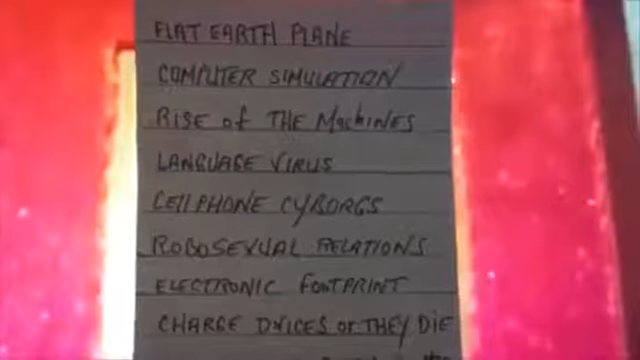 FLAT EARTH PLANE
COMPUTER SIMULATION
RISE of THE MACHINES
LANGUAGE VIRUS
CELLPHONE CYBORGS
ROBOSEXUAL RELATIONS
ELECTRONIC FOOTPRINT
CHARGE DVICES or THEY DIE